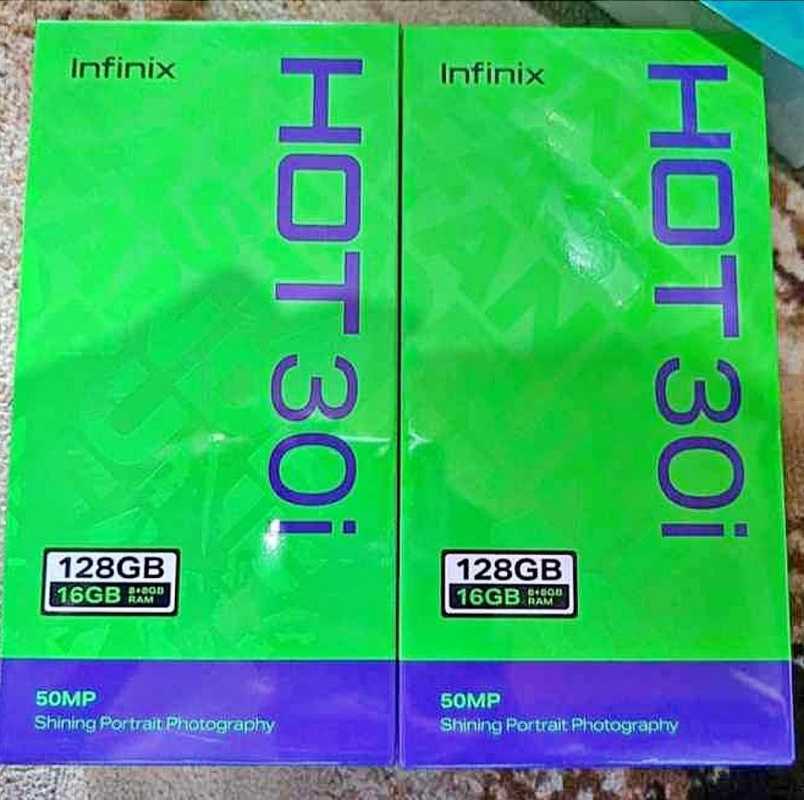 Infinix
HOT 30i
128GB
16GB 8+8GB RAM
50MP
Shining Portrait Photography
Infinix
HOT 30i
128GB
16GB 8+8GB RAM
50MP
Shining Portrait Photography